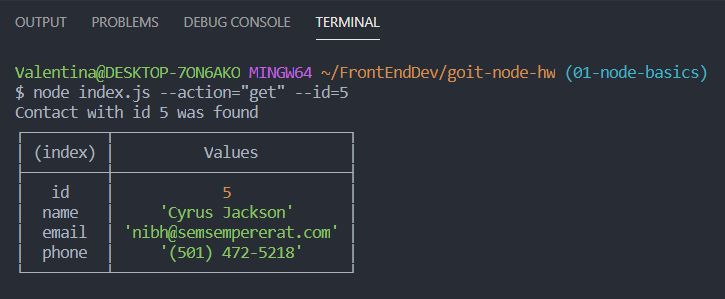 OUTPUT PROBLEMS DEBUG CONSOLE TERMINAL
Valentina@DESKTOP-7ON6AKO MINGW64 ~/FrontEndDev/goit-node-hw (01-node-basics)
$ node index.js --action="get" --id=5
Contact with id 5 was found
(index) Values
id 5
name 'Cyrus Jackson'
email 'nibh@semsempererat.com'
phone '(501) 472-5218'